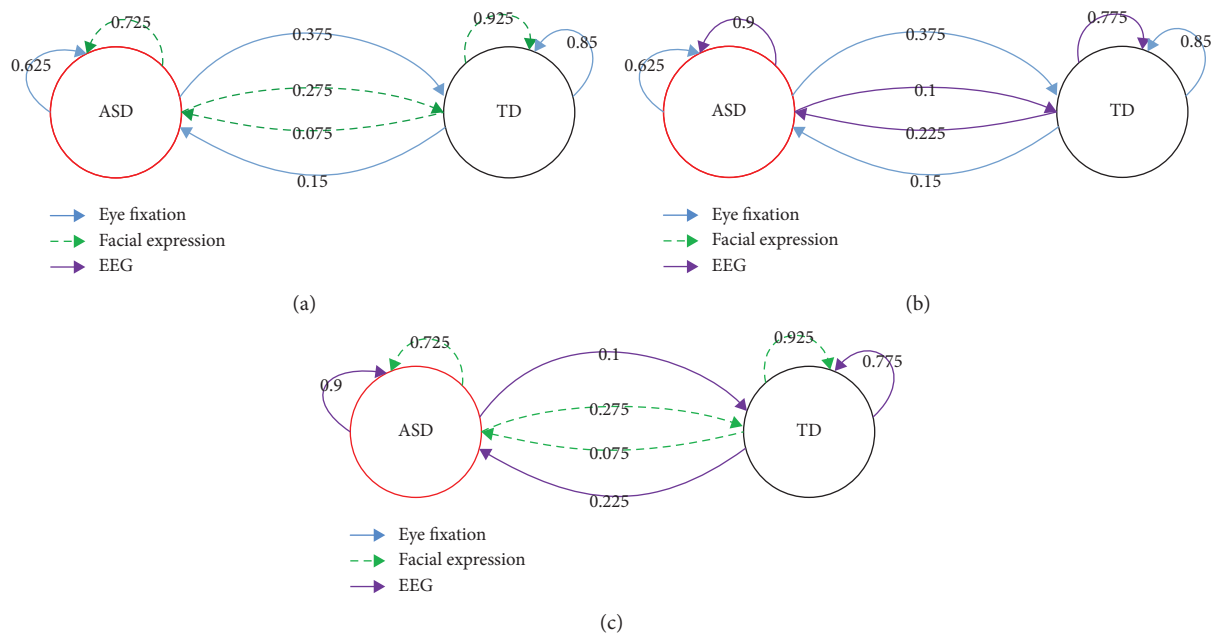 0.725
0.925
0.625
0.375
0.85
ASD
0.275
TD
0.075
0.15
Eye fixation
Facial expression
EEG
(a)
0.9
0.775
0.625
0.375
0.85
ASD
0.1
TD
0.225
0.15
Eye fixation
Facial expression
EEG
(b)
0.725
0.925
0.9
0.1
0.775
ASD
0.275
TD
0.075
0.225
Eye fixation
Facial expression
EEG
(c)